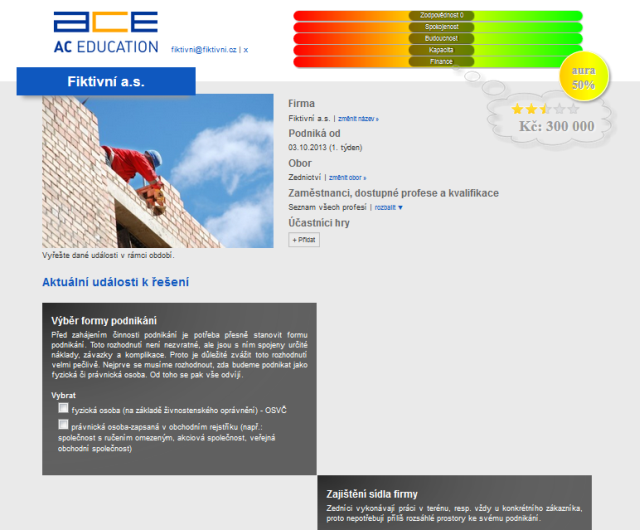 ace
AC EDUCATION
fiktivni@fiktivni.cz | x
Zodpovědnost 0
Spokojenost
Budoucnost
Kapacita
Finance
aura
50%
Kč: 300 000
Fiktivní a.s.
Firma
Fiktivní a.s. | změnit název »
Podniká od
03.10.2013 (1. týden)
Obor
Zednictví | změnit obor »
Zaměstnanci, dostupné profese a kvalifikace
Seznam všech profesí | rozbalit ▼
Účastníci hry
+ Přidat
Vyřešte dané události v rámci období.
Aktuální události k řešení
Výběr formy podnikání
Před zahájením činnosti podnikání je potřeba přesně stanovit formu
podnikání. Toto rozhodnutí není nezvratné, ale jsou s ním spojeny určité
náklady, závazky a komplikace. Proto je důležité zvážit toto rozhodnutí
velmi pečlivě. Nejprve se musíme rozhodnout, zda budeme podnikat jako
fyzická či právnická osoba. Od toho se pak vše odvíjí.
Vybrat
fyzická osoba (na základě živnostenského oprávnění) - OSVČ
právnická osoba-zapsaná v obchodním rejstříku (např.:
společnost s ručením omezeným, akciová společnost, veřejná
obchodní společnost)
Zajištění sídla firmy
Zedníci vykonávají práci v terénu, resp. vždy u konkrétního zákazníka,
proto nepotřebují příliš rozsáhlé prostory ke svému podnikání.